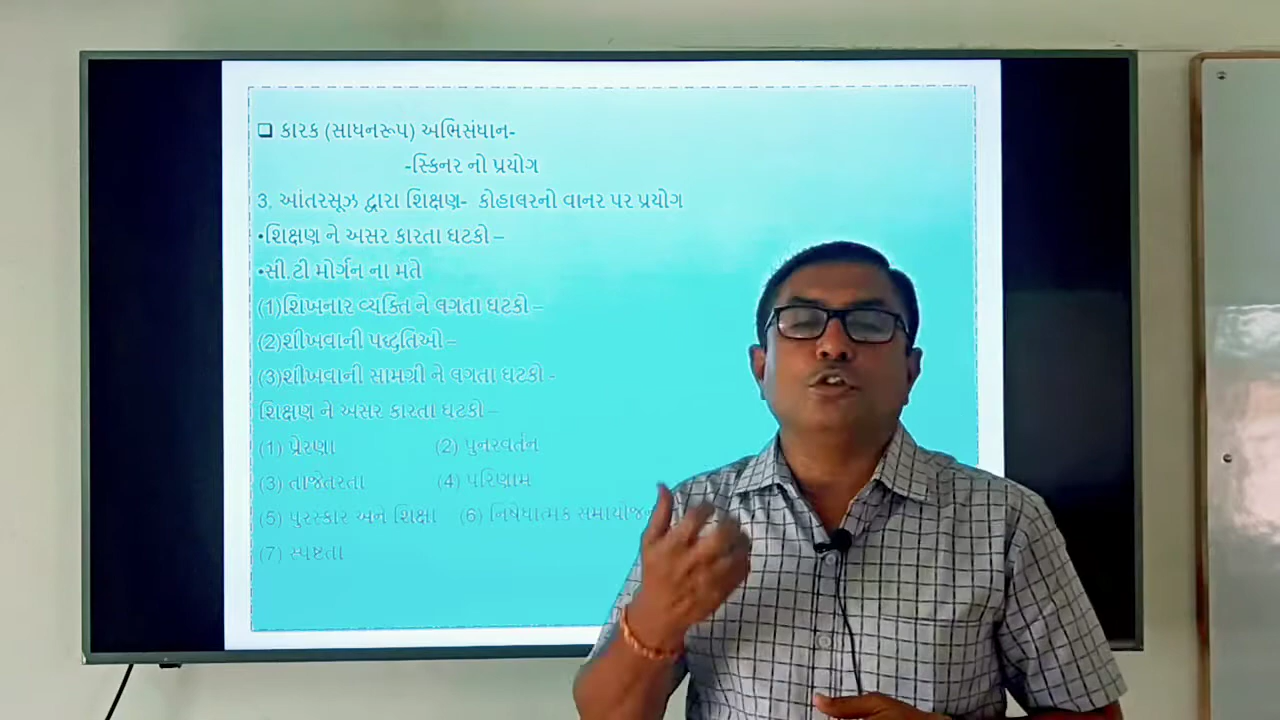 ❑ કારક (સાધનરૂપ) અભિસંધાન-
-સ્કિનર નો પ્રયોગ
3. આંતરસૂઝ દ્વારા શિક્ષણ- કોહાલરનો વાનર પર પ્રયોગ
•શિક્ષણ ને અસર કારતા ઘટકો –
•સી.ટી મોર્ગન ના મતે
(1)શિખનાર વ્યક્તિ ને લગતા ઘટકો –
(2)શીખવાની પદ્ધતિઓ –
(3)શીખવાની સામગ્રી ને લગતા ઘટકો -
શિક્ષણ ને અસર કારતા ઘટકો –
(1) પ્રેરણા (2) પુનરવર્તન
(3) તાજેતરતા (4) પરિણામ
(5) પુરસ્કાર અને શિક્ષા (6) નિષેધાત્મક
(7) સ્પષ્ટતા